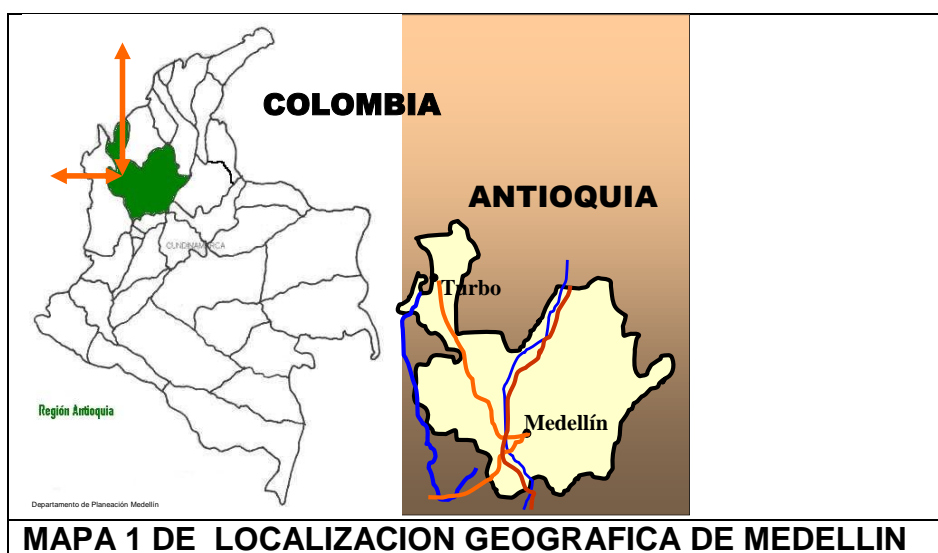 COLOMBIA
CUNDINAMARCA
Región Antioquia
Departamento de Planeación Medellín
ANTIOQUIA
Turbo
Medellín
MAPA 1 DE LOCALIZACION GEOGRAFICA DE MEDELLIN